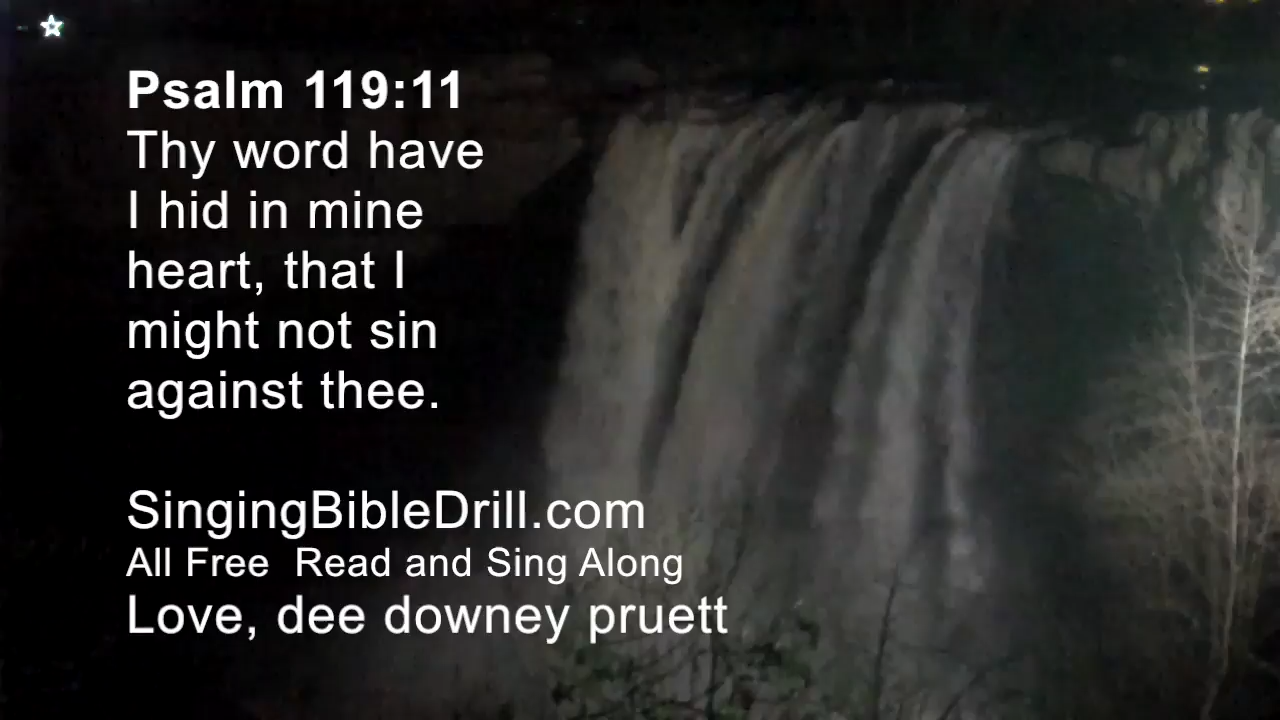 Psalm 119:11
Thy word have
I hid in mine
heart, that I
might not sin
against thee.
SingingBibleDrill.com
All Free  Read and Sing Along
Love, dee downey pruett